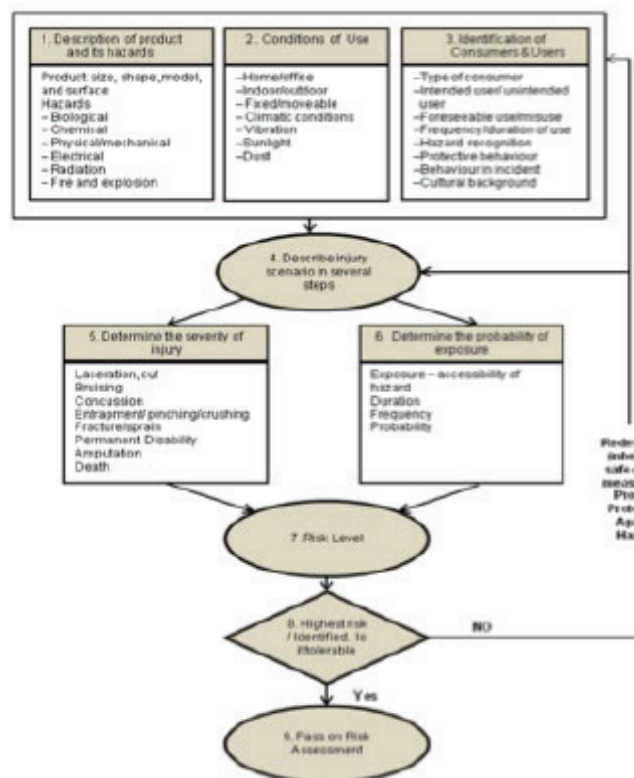 1. Description of product
and its hazards
Product size, shape, model,
and surface
Hazards
– Biological
– Chemical
– Physical/mechanical
– Electrical
– Radiation
– Fire and explosion
2. Conditions of Use
–Home/office
–Indoor/outdoor
–Fixed/moveable
–Climatic conditions
–Vibration
–Sunlight
–Dust
3. Identification of
Consumers & Users
–Type of consumer
–Intended user/unintended
user
–Foreseeable use/misuse
–Frequency/duration of use
–Hazard recognition
–Protective behaviour
–Behaviour in incident
–Cultural background
4. Describe injury
scenario in several
steps
5. Determine the severity of
injury
Laceration, cut
Bruising
Concussion
Entrapment/ pinching/crushing
Fracture/sprain
Permanent Disability
Amputation
Death
6. Determine the probability of
exposure
Exposure – accessibility of
hazard
Duration
Frequency
Probability
safe
meas
Pro
Prote
Ha
7. Risk Level
8. Highest risk
/ Identified. Is
it tolerable
NO
Yes
9. Pass on Risk
Assessment